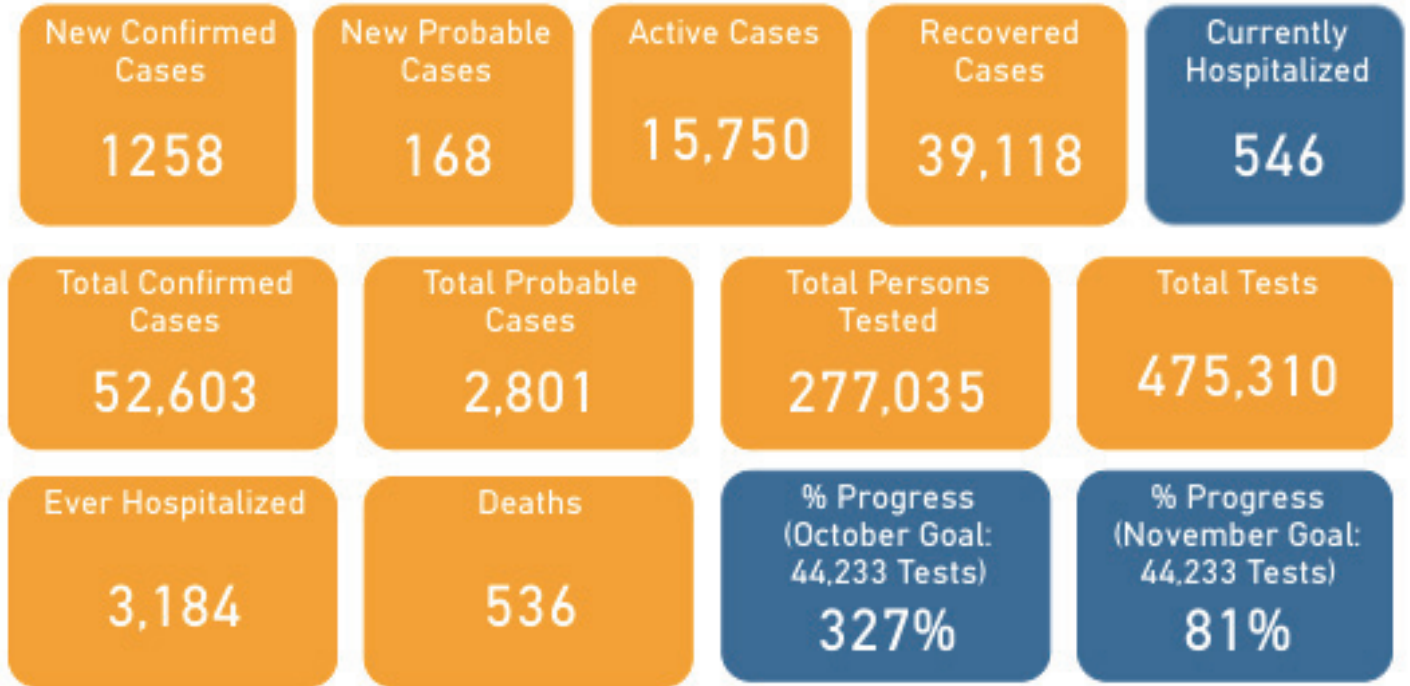 New Confirmed
Cases
1258
New Probable
Cases
168
Active Cases
15,750
Recovered
Cases
39,118
Currently
Hospitalized
546
Total Confirmed
Cases
52,603
Total Probable
Cases
2,801
Total Persons
Tested
277,035
Total Tests
475,310
Ever Hospitalized
3,184
Deaths
536
% Progress
(October Goal:
44,233 Tests)
327%
% Progress
(November Goal:
44,233 Tests)
81%